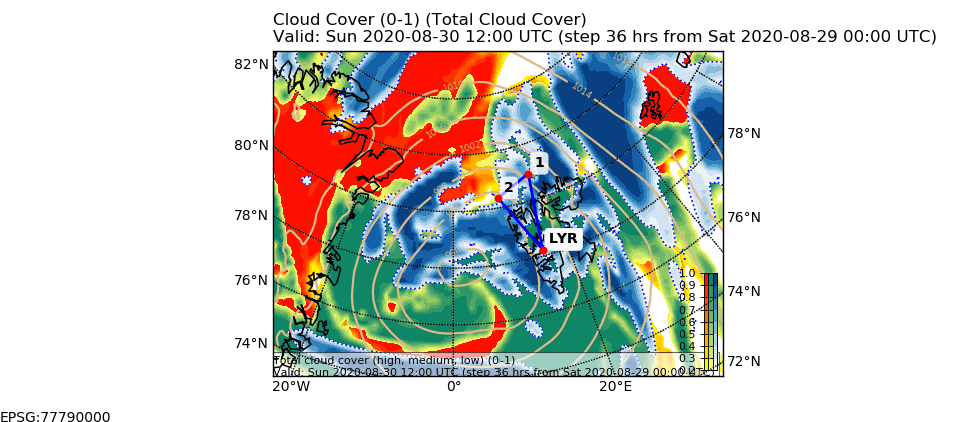 Cloud Cover (0-1) (Total Cloud Cover)
Valid: Sun 2020-08-30 12:00 UTC (step 36 hrs from Sat 2020-08-29 00:00 UTC)
82°N
80°N
78°N
76°N
74°N
78°N
76°N
74°N
72°N
1014
1002
1
2
LYR
1.0
0.9
0.8
0.7
0.6
0.5
0.4
0.3
0.2
Total cloud cover (high, medium, low) (0-1)
Valid: Sun 2020-08-30 12:00 UTC (step 36 hrs from Sat 2020-08-29 00:00 UTC)
20°W
0°
20°E
EPSG:77790000